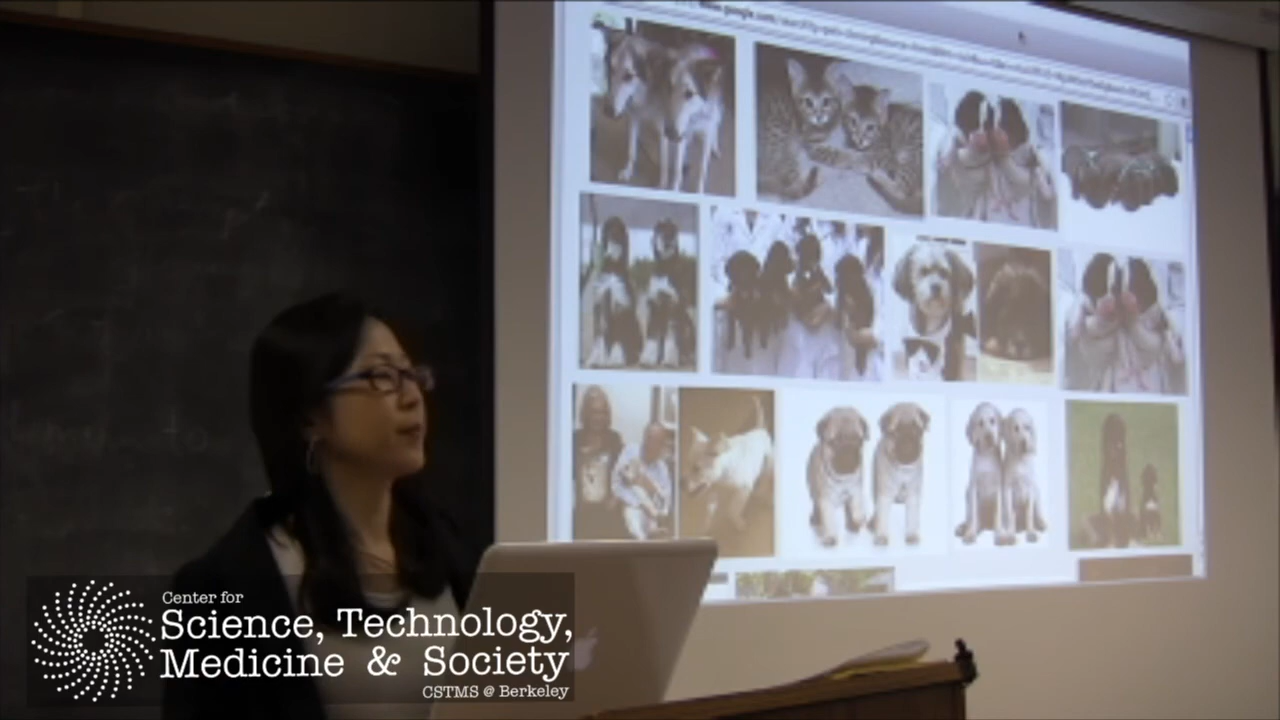 Center for
Science, Technology,
Medicine & Society
CSTMS @ Berkeley